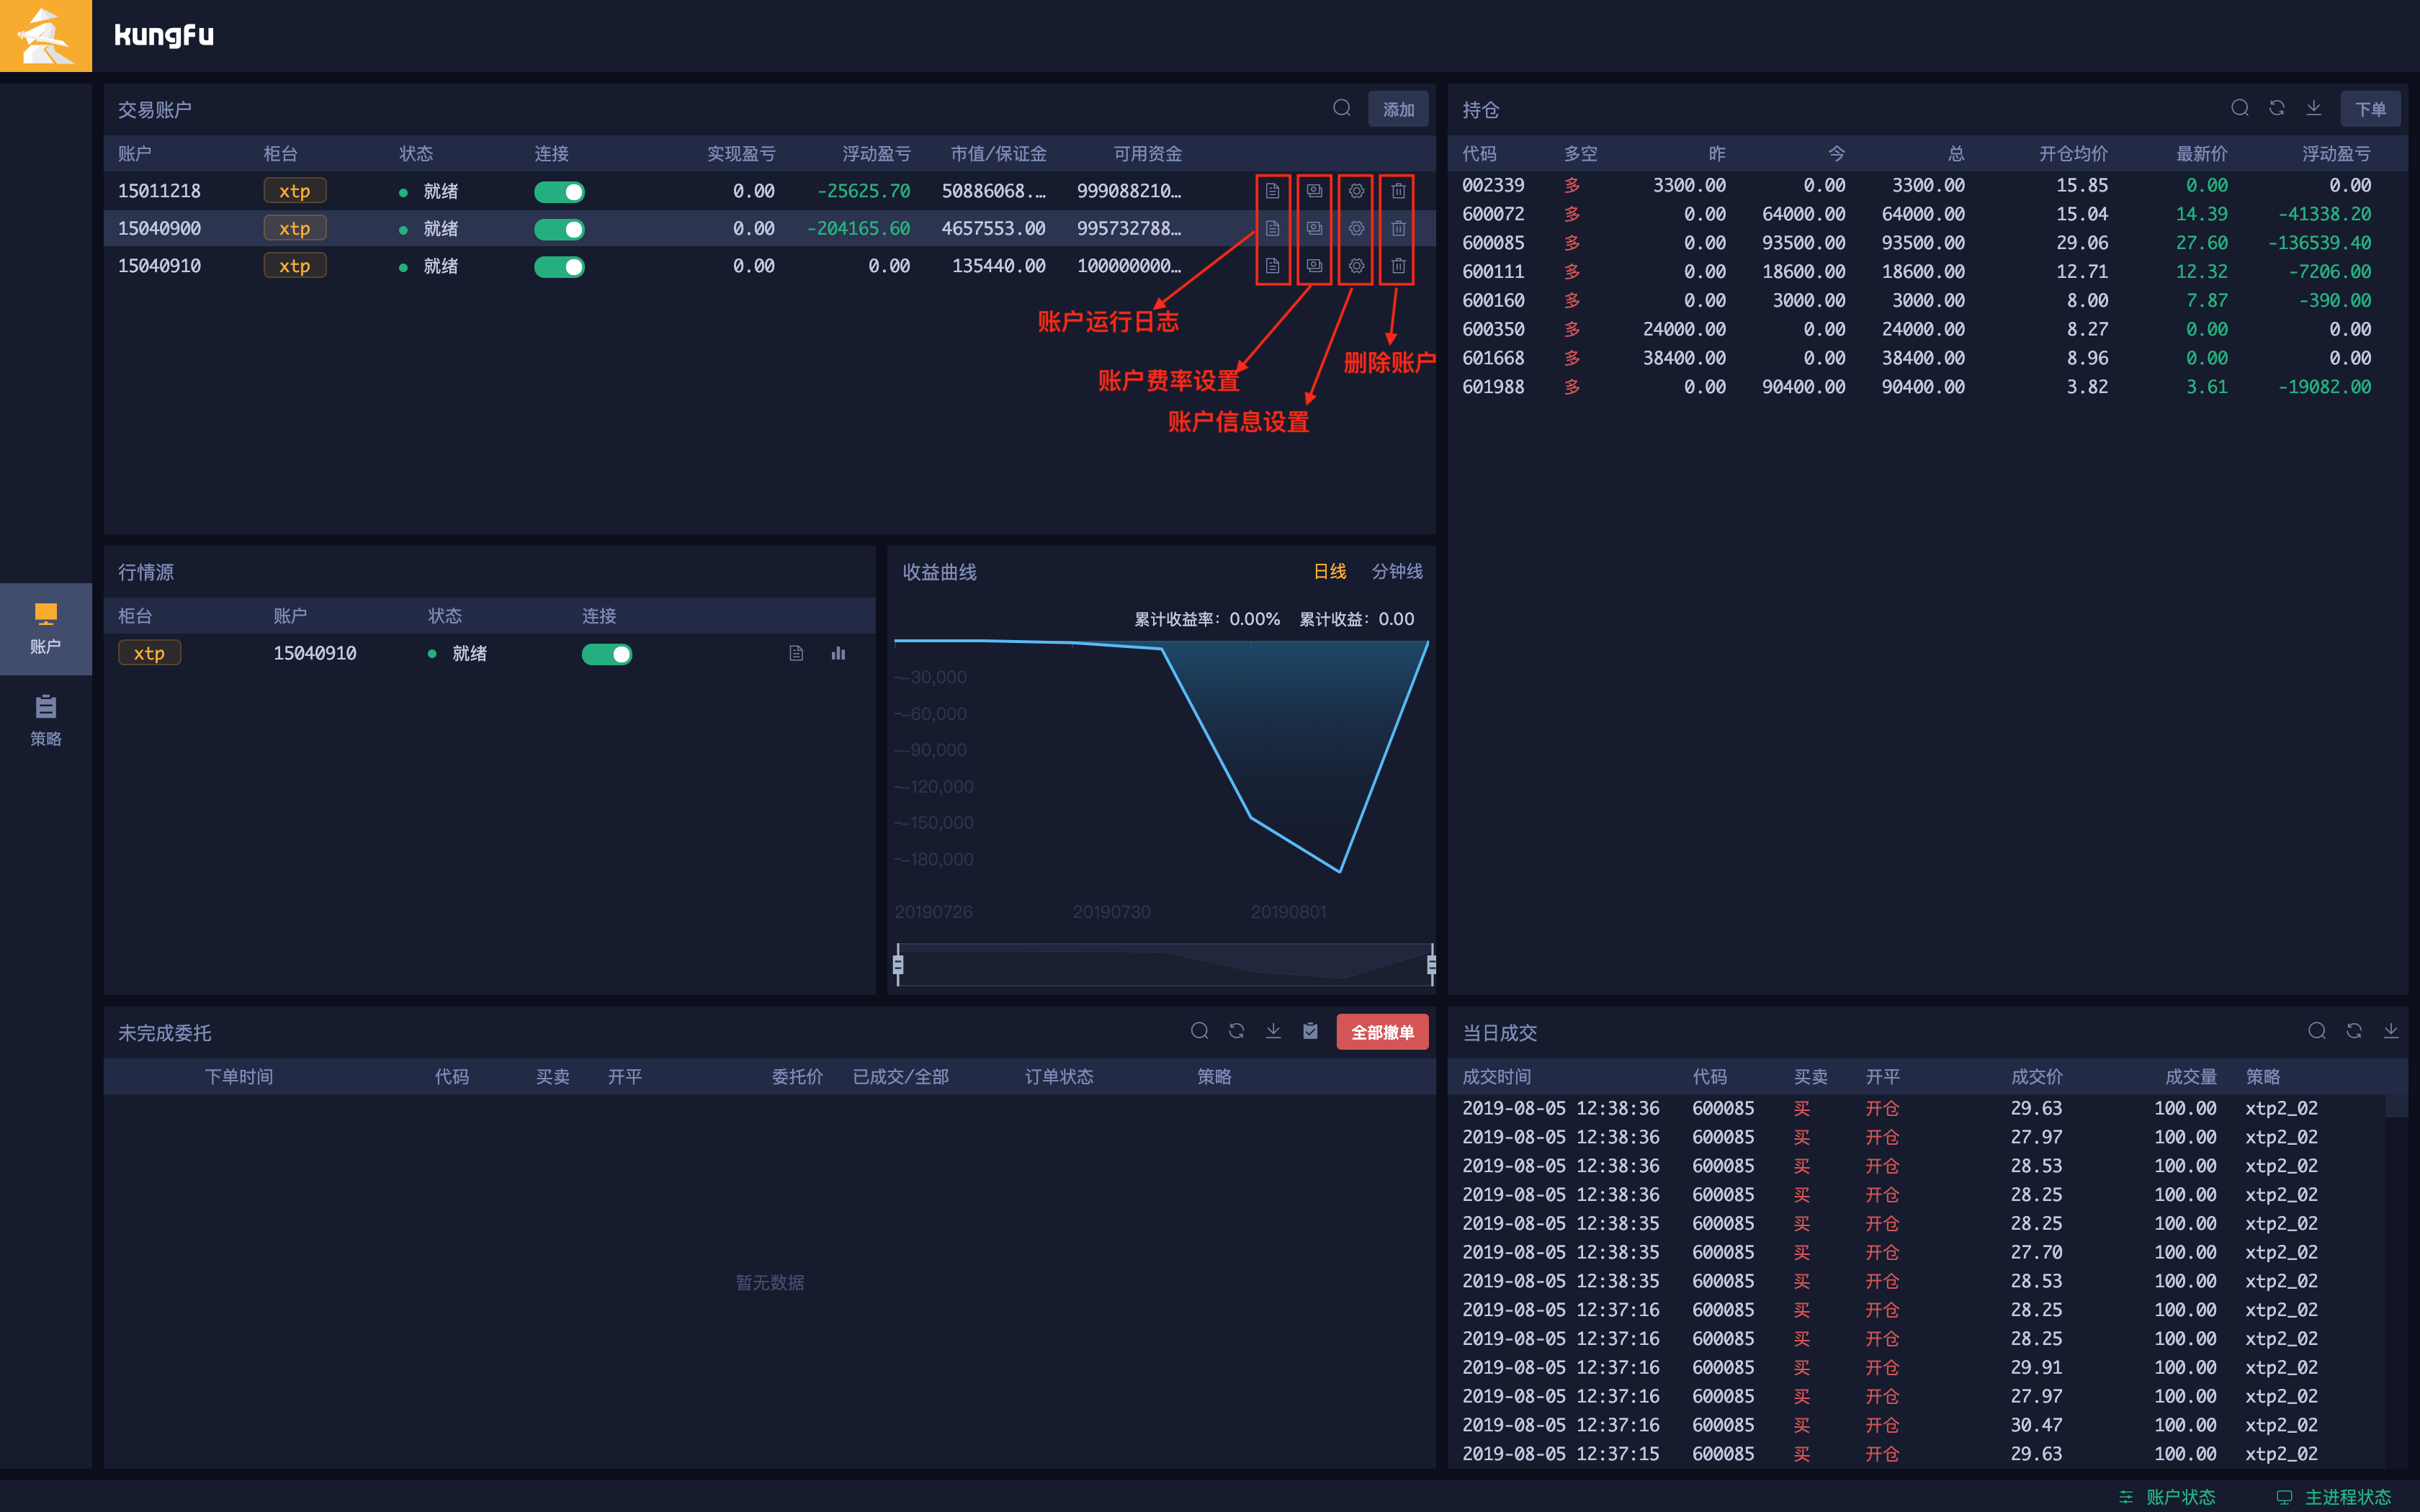 kungfu
交易账户
添加
账户 柜台 状态 连接 实现盈亏 浮动盈亏 市值/保证金 可用资金
15011218 xtp 就绪 0.00 -25625.70 50886068.... 999088210...
15040900 xtp 就绪 0.00 -204165.60 4657553.00 995732788...
15040910 xtp 就绪 0.00 0.00 135440.00 100000000...
账户运行日志
删除账户
账户费率设置
账户信息设置
持仓
下单
代码 多空 昨 今 总 开仓均价 最新价 浮动盈亏
002339 多 3300.00 0.00 3300.00 15.85 0.00 0.00
600072 多 0.00 64000.00 64000.00 15.04 14.39 -41338.20
600085 多 0.00 93500.00 93500.00 29.06 27.60 -136539.40
600111 多 0.00 18600.00 18600.00 12.71 12.32 -7206.00
600160 多 0.00 3000.00 3000.00 8.00 7.87 -390.00
600350 多 24000.00 0.00 24000.00 8.27 0.00 0.00
601668 多 38400.00 0.00 38400.00 8.96 0.00 0.00
601988 多 0.00 90400.00 90400.00 3.82 3.61 -19082.00
账户
策略
行情源
柜台 账户 状态 连接
xtp 15040910 就绪
收益曲线 日线 分钟线
累计收益率: 0.00% 累计收益: 0.00
-30,000
-60,000
-90,000
-120,000
-150,000
-180,000
20190726 20190730 20190801
未完成委托
全部撤单
下单时间 代码 买卖 开平 委托价 已成交/全部 订单状态 策略
暂无数据
当日成交
成交时间 代码 买卖 开平 成交价 成交量 策略
2019-08-05 12:38:36 600085 买 开仓 29.63 100.00 xtp2_02
2019-08-05 12:38:36 600085 买 开仓 27.97 100.00 xtp2_02
2019-08-05 12:38:36 600085 买 开仓 28.53 100.00 xtp2_02
2019-08-05 12:38:36 600085 买 开仓 28.25 100.00 xtp2_02
2019-08-05 12:38:35 600085 买 开仓 28.25 100.00 xtp2_02
2019-08-05 12:38:35 600085 买 开仓 27.70 100.00 xtp2_02
2019-08-05 12:38:35 600085 买 开仓 28.53 100.00 xtp2_02
2019-08-05 12:37:16 600085 买 开仓 28.25 100.00 xtp2_02
2019-08-05 12:37:16 600085 买 开仓 28.25 100.00 xtp2_02
2019-08-05 12:37:16 600085 买 开仓 29.91 100.00 xtp2_02
2019-08-05 12:37:16 600085 买 开仓 27.97 100.00 xtp2_02
2019-08-05 12:37:16 600085 买 开仓 30.47 100.00 xtp2_02
2019-08-05 12:37:15 600085 买 开仓 29.63 100.00 xtp2_02
账户状态 主进程状态